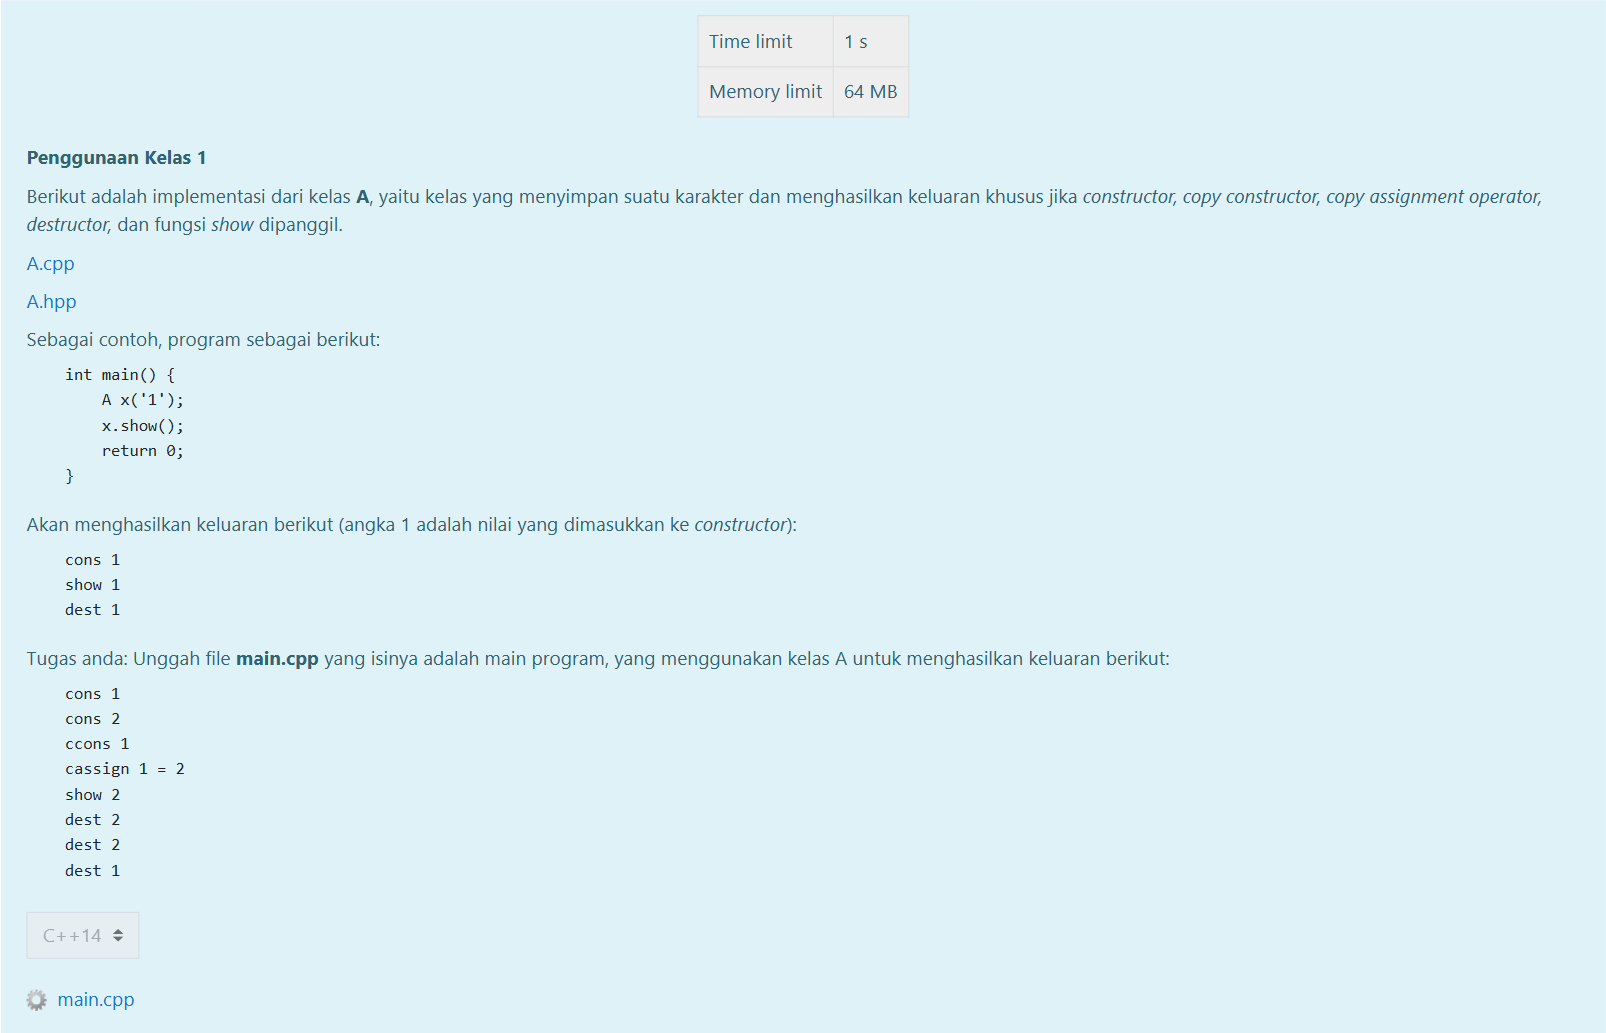 Time limit 1 s
Memory limit 64 MB
Penggunaan Kelas 1
Berikut adalah implementasi dari kelas A, yaitu kelas yang menyimpan suatu karakter dan menghasilkan keluaran khusus jika constructor, copy constructor, copy assignment operator,
destructor, dan fungsi show dipanggil.
A.cpp
A.hpp
Sebagai contoh, program sebagai berikut:
int main() {
    A x('1');
    x.show();
    return 0;
}
Akan menghasilkan keluaran berikut (angka 1 adalah nilai yang dimasukkan ke constructor):
cons 1
show 1
dest 1
Tugas anda: Unggah file main.cpp yang isinya adalah main program, yang menggunakan kelas A untuk menghasilkan keluaran berikut:
cons 1
cons 2
ccons 1
cassign 1 = 2
show 2
dest 2
dest 2
dest 1
C++14
main.cpp